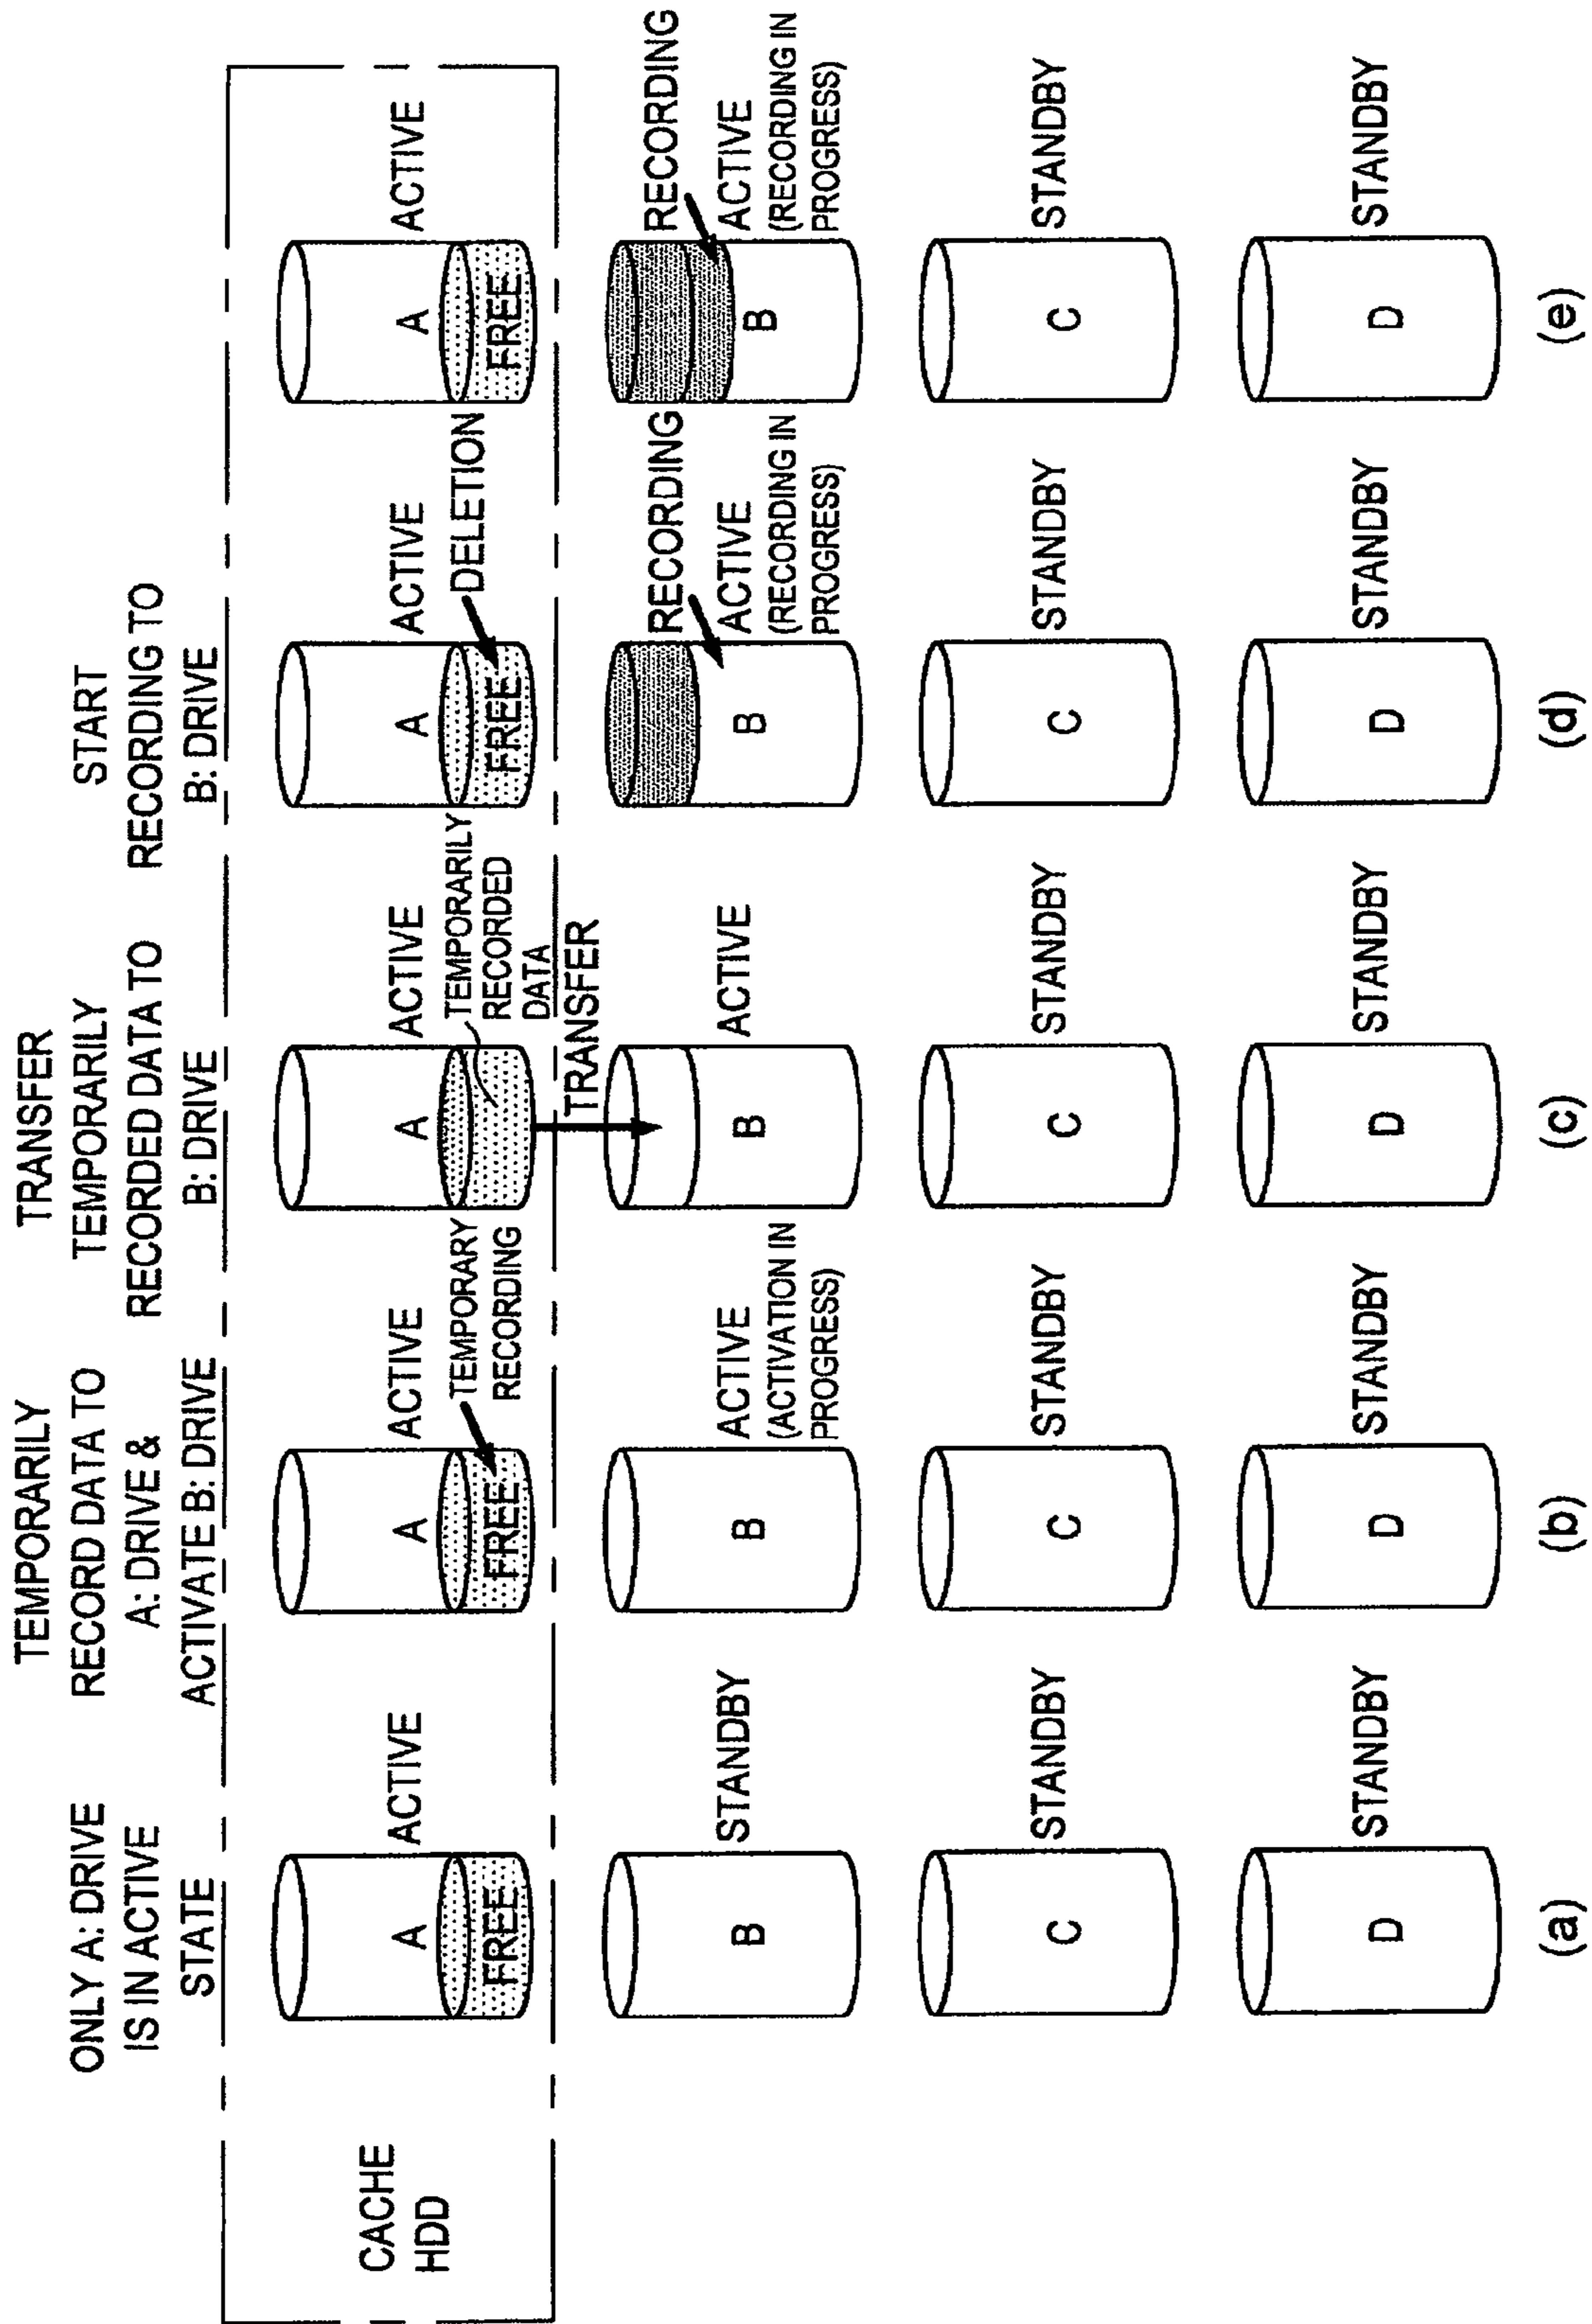 CACHE
HDD
ONLY A: DRIVE
IS IN ACTIVE
STATE
A
FREE
ACTIVE
B
STANDBY
C
STANDBY
D
STANDBY
(a)
TEMPORARILY
RECORD DATA TO
A: DRIVE &
ACTIVATE B: DRIVE
A
FREE
ACTIVE
TEMPORARY
RECORDING
B
ACTIVE
(ACTIVATION IN
PROGRESS)
C
STANDBY
D
STANDBY
(b)
TRANSFER
TEMPORARILY
RECORDED DATA TO
B: DRIVE
A
ACTIVE
TEMPORARILY
RECORDED
DATA
TRANSFER
B
ACTIVE
C
STANDBY
D
STANDBY
(c)
START
RECORDING TO
B: DRIVE
A
FREE
ACTIVE
DELETION
RECORDING
B
ACTIVE
(RECORDING IN
PROGRESS)
C
STANDBY
D
STANDBY
(d)
A
FREE
ACTIVE
RECORDING
B
ACTIVE
(RECORDING IN
PROGRESS)
C
STANDBY
D
STANDBY
(e)